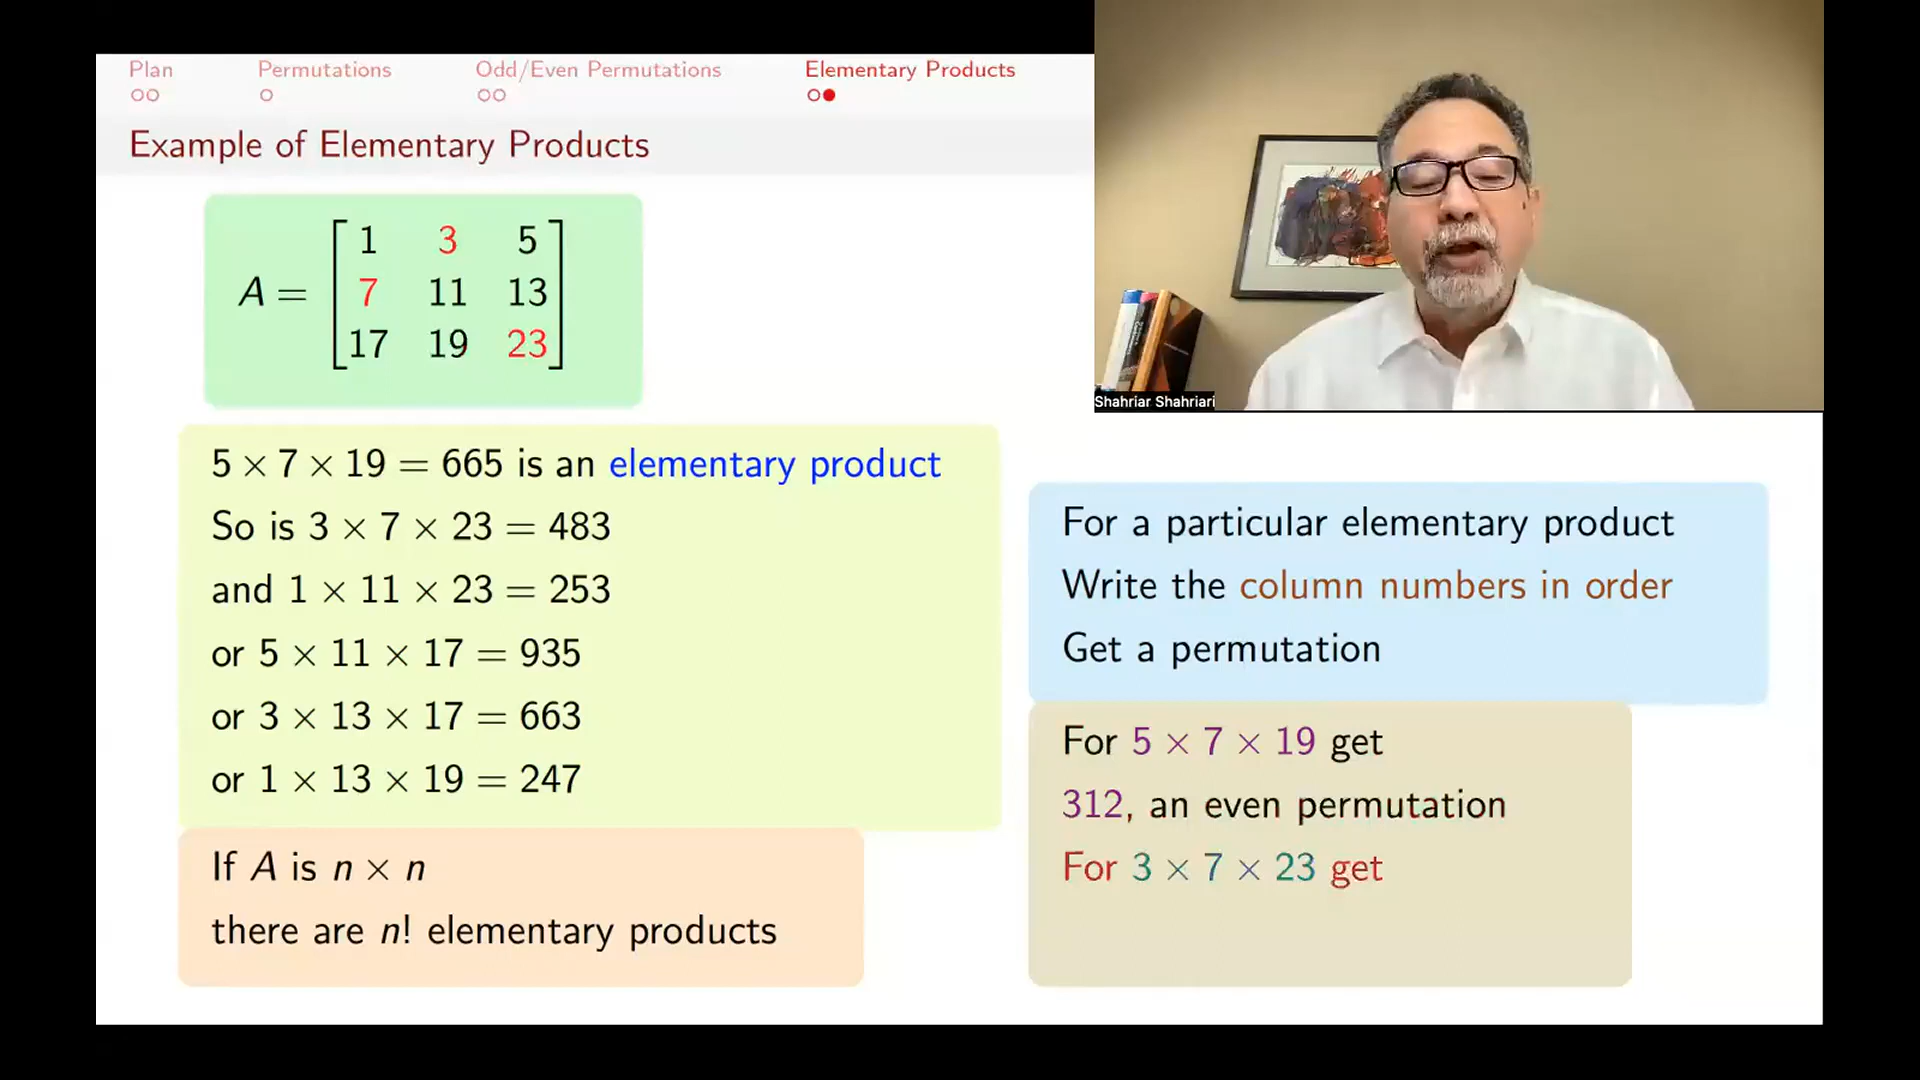 Plan Permutations Odd/Even Permutations Elementary Products
Example of Elementary Products
A = [1 3 5
7 11 13
17 19 23]
Shahriar Shahriari
5 × 7 × 19 = 665 is an elementary product
So is 3 × 7 × 23 = 483
and 1 × 11 × 23 = 253
or 5 × 11 × 17 = 935
or 3 × 13 × 17 = 663
or 1 × 13 × 19 = 247
If A is n × n
there are n! elementary products
For a particular elementary product
Write the column numbers in order
Get a permutation
For 5 × 7 × 19 get
312, an even permutation
For 3 × 7 × 23 get